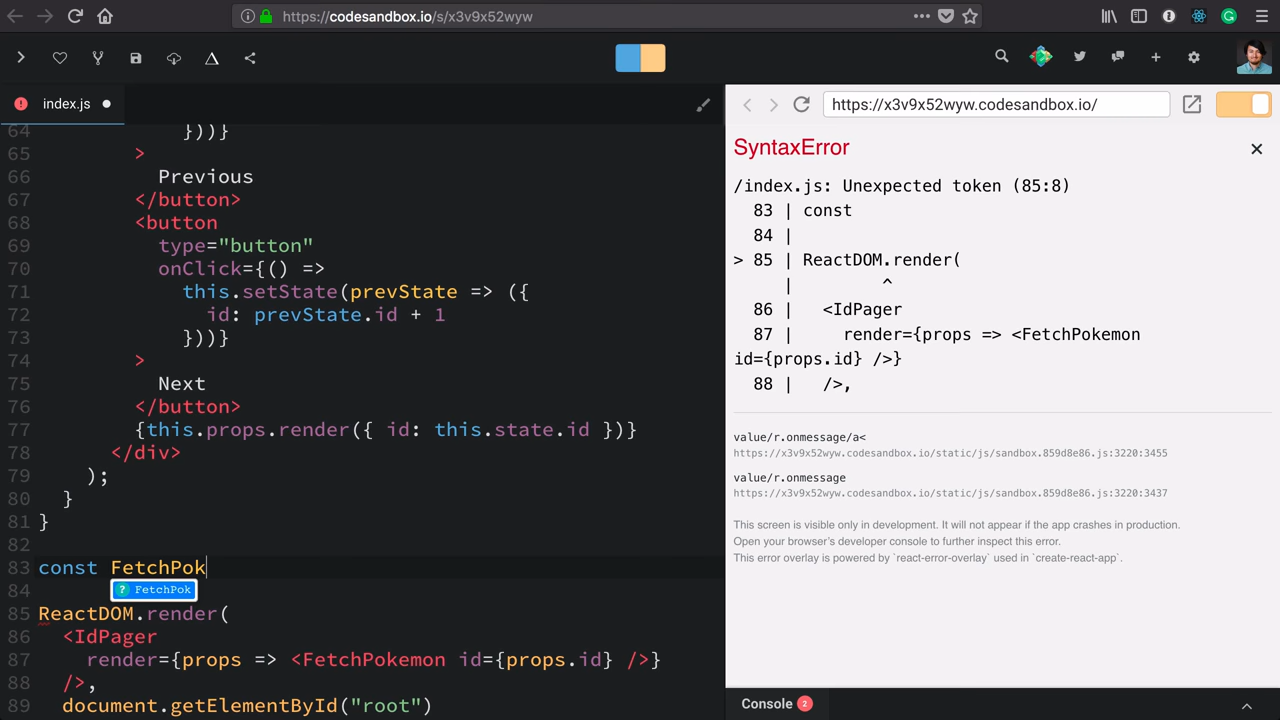 https://codesandbox.io/s/x3v9x52wyw
index.js
64 }))}
65 >
66 Previous
67 </button>
68 <button
69 type="button"
70 onClick={() =>
71 this.setState(prevState => ({
72 id: prevState.id + 1
73 }))}
74 >
75 Next
76 </button>
77 {this.props.render({ id: this.state.id })}
78 </div>
79 );
80 }
81 }
82
83 const FetchPok
? FetchPok
84
85 ReactDOM.render(
86 <IdPager
87 render={props => <FetchPokemon id={props.id} />}
88 />,
89 document.getElementById("root")
https://x3v9x52wyw.codesandbox.io/
SyntaxError
/index.js: Unexpected token (85:8)
83 | const
84 |
> 85 | ReactDOM.render(
| ^
86 | <IdPager
87 | render={props => <FetchPokemon
id={props.id} />}
88 | />,
value/r.onmessage/a<
https://x3v9x52wyw.codesandbox.io/static/js/sandbox.859d8e86.js:3220:3455
value/r.onmessage
https://x3v9x52wyw.codesandbox.io/static/js/sandbox.859d8e86.js:3220:3437
This screen is visible only in development. It will not appear if the app crashes in production.
Open your browser's developer console to further inspect this error.
This error overlay is powered by `react-error-overlay` used in `create-react-app`.
Console 2